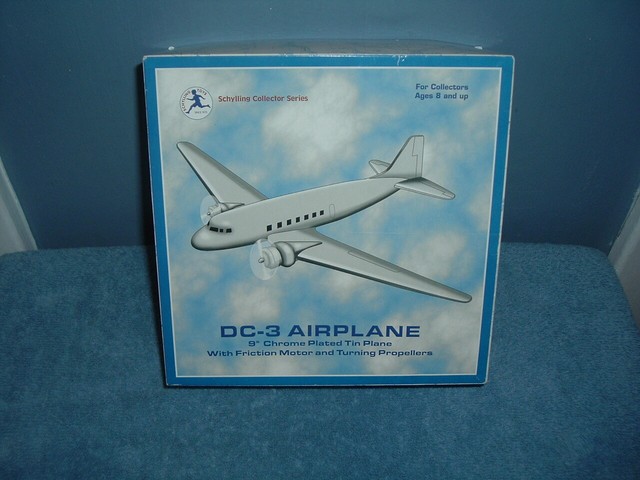 Schylling Collector Series
For Collectors
Ages 8 and up
DC-3 AIRPLANE
9" Chrome Plated Tin Plane
With Friction Motor and Turning Propellers